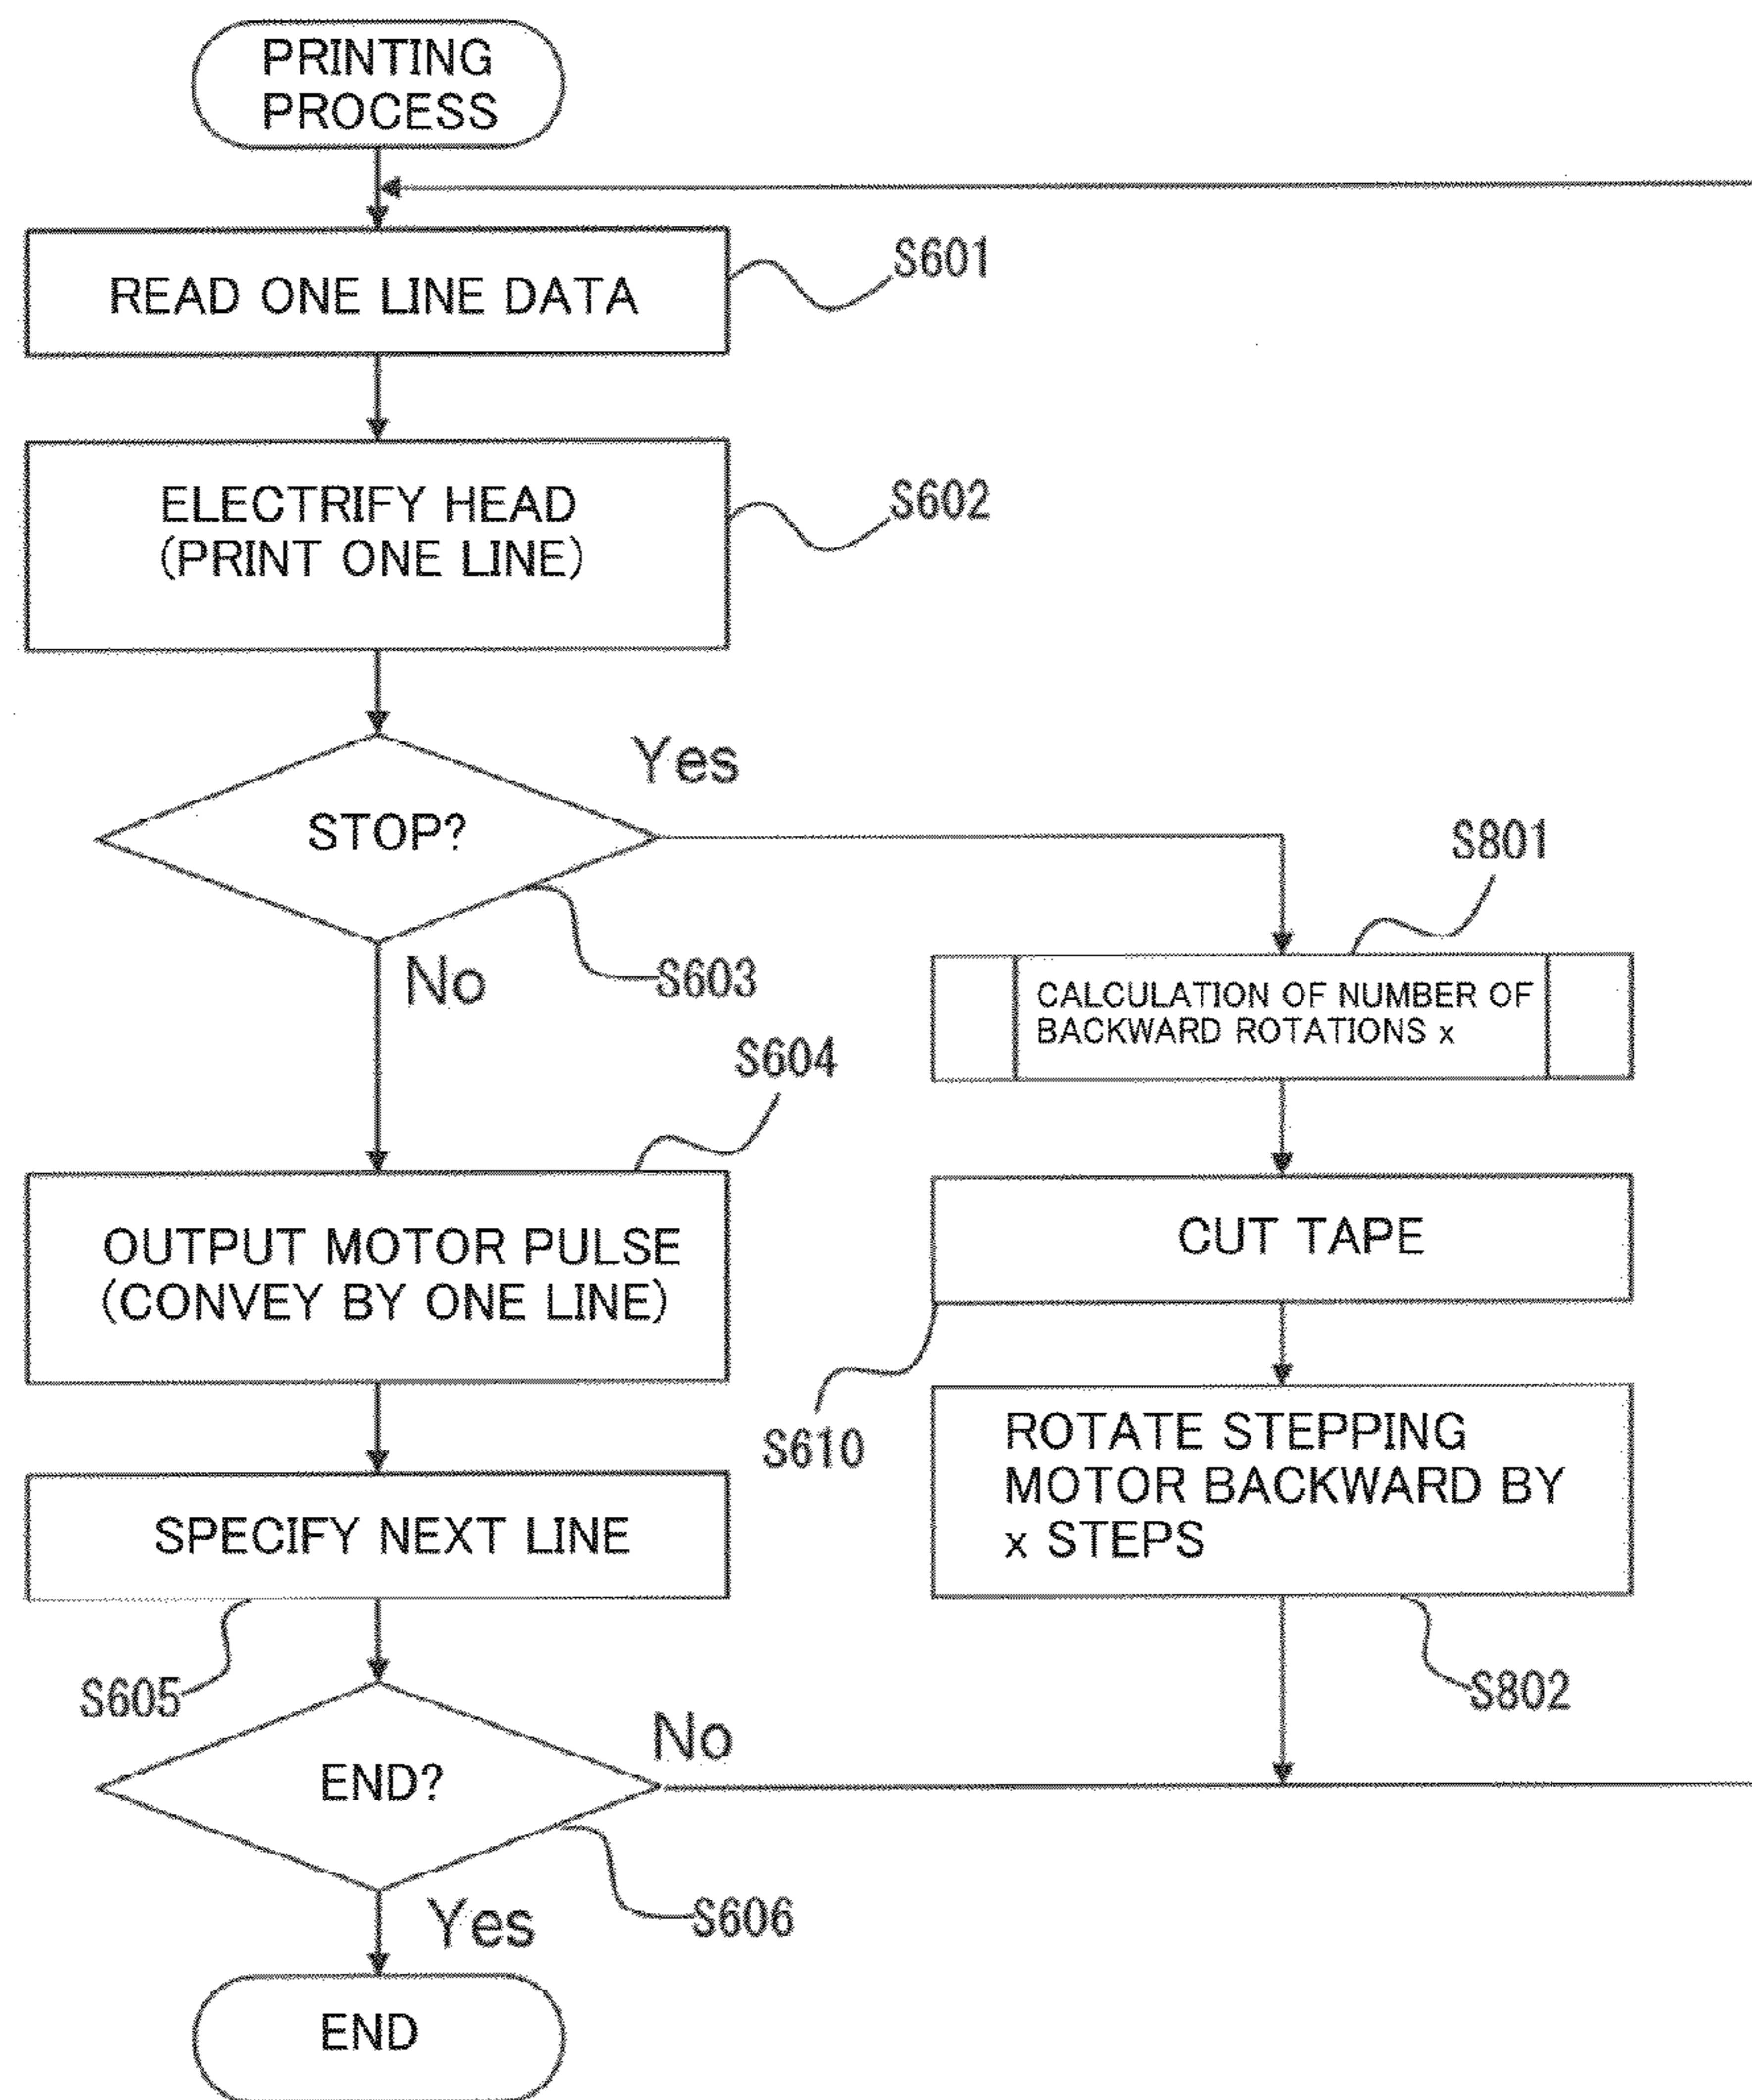 PRINTING
PROCESS
READ ONE LINE DATA
S601
ELECTRIFY HEAD
(PRINT ONE LINE)
S602
STOP?
Yes
No
S603
S801
CALCULATION OF NUMBER OF
BACKWARD ROTATIONS x
S604
OUTPUT MOTOR PULSE
(CONVEY BY ONE LINE)
CUT TAPE
S610
ROTATE STEPPING
MOTOR BACKWARD BY
x STEPS
S802
SPECIFY NEXT LINE
S605
END?
No
Yes
S606
END